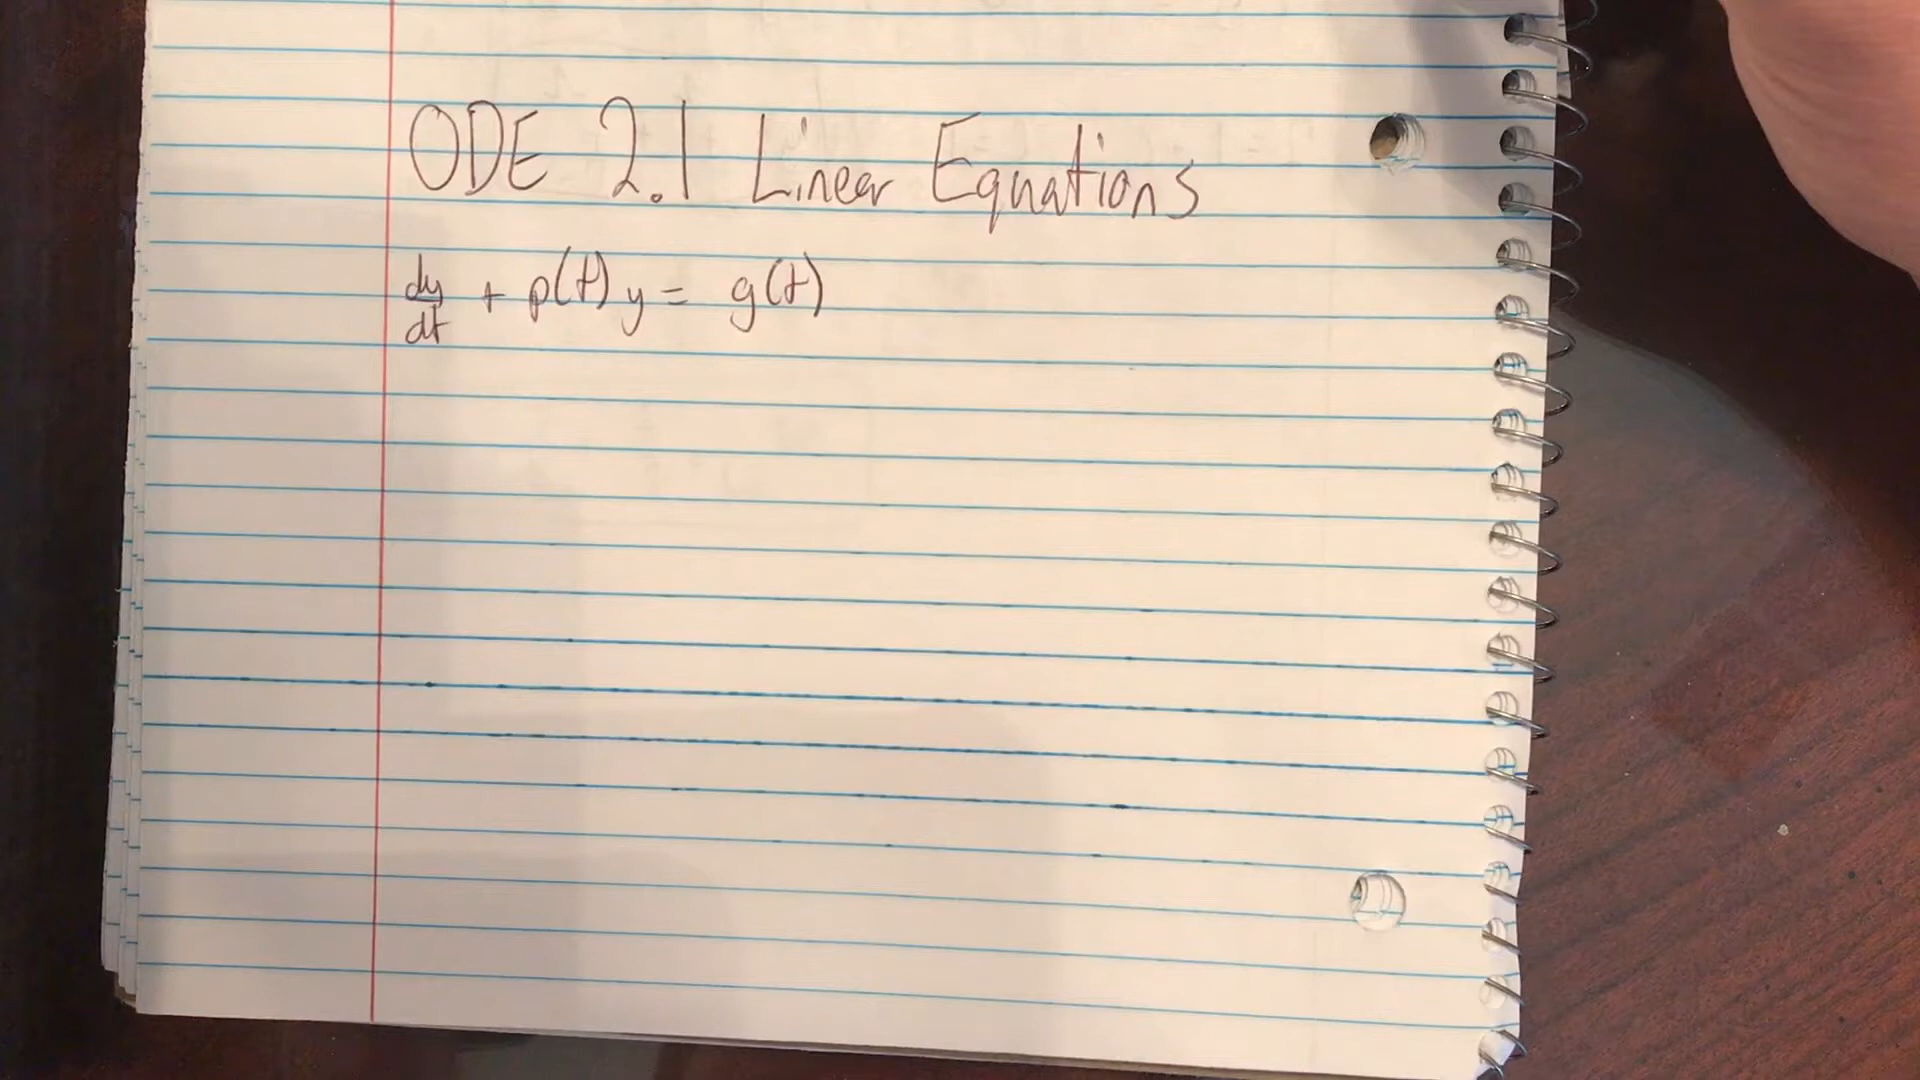 ODE 2.1 Linear Equations
dy/dt + p(t) y = g(t)